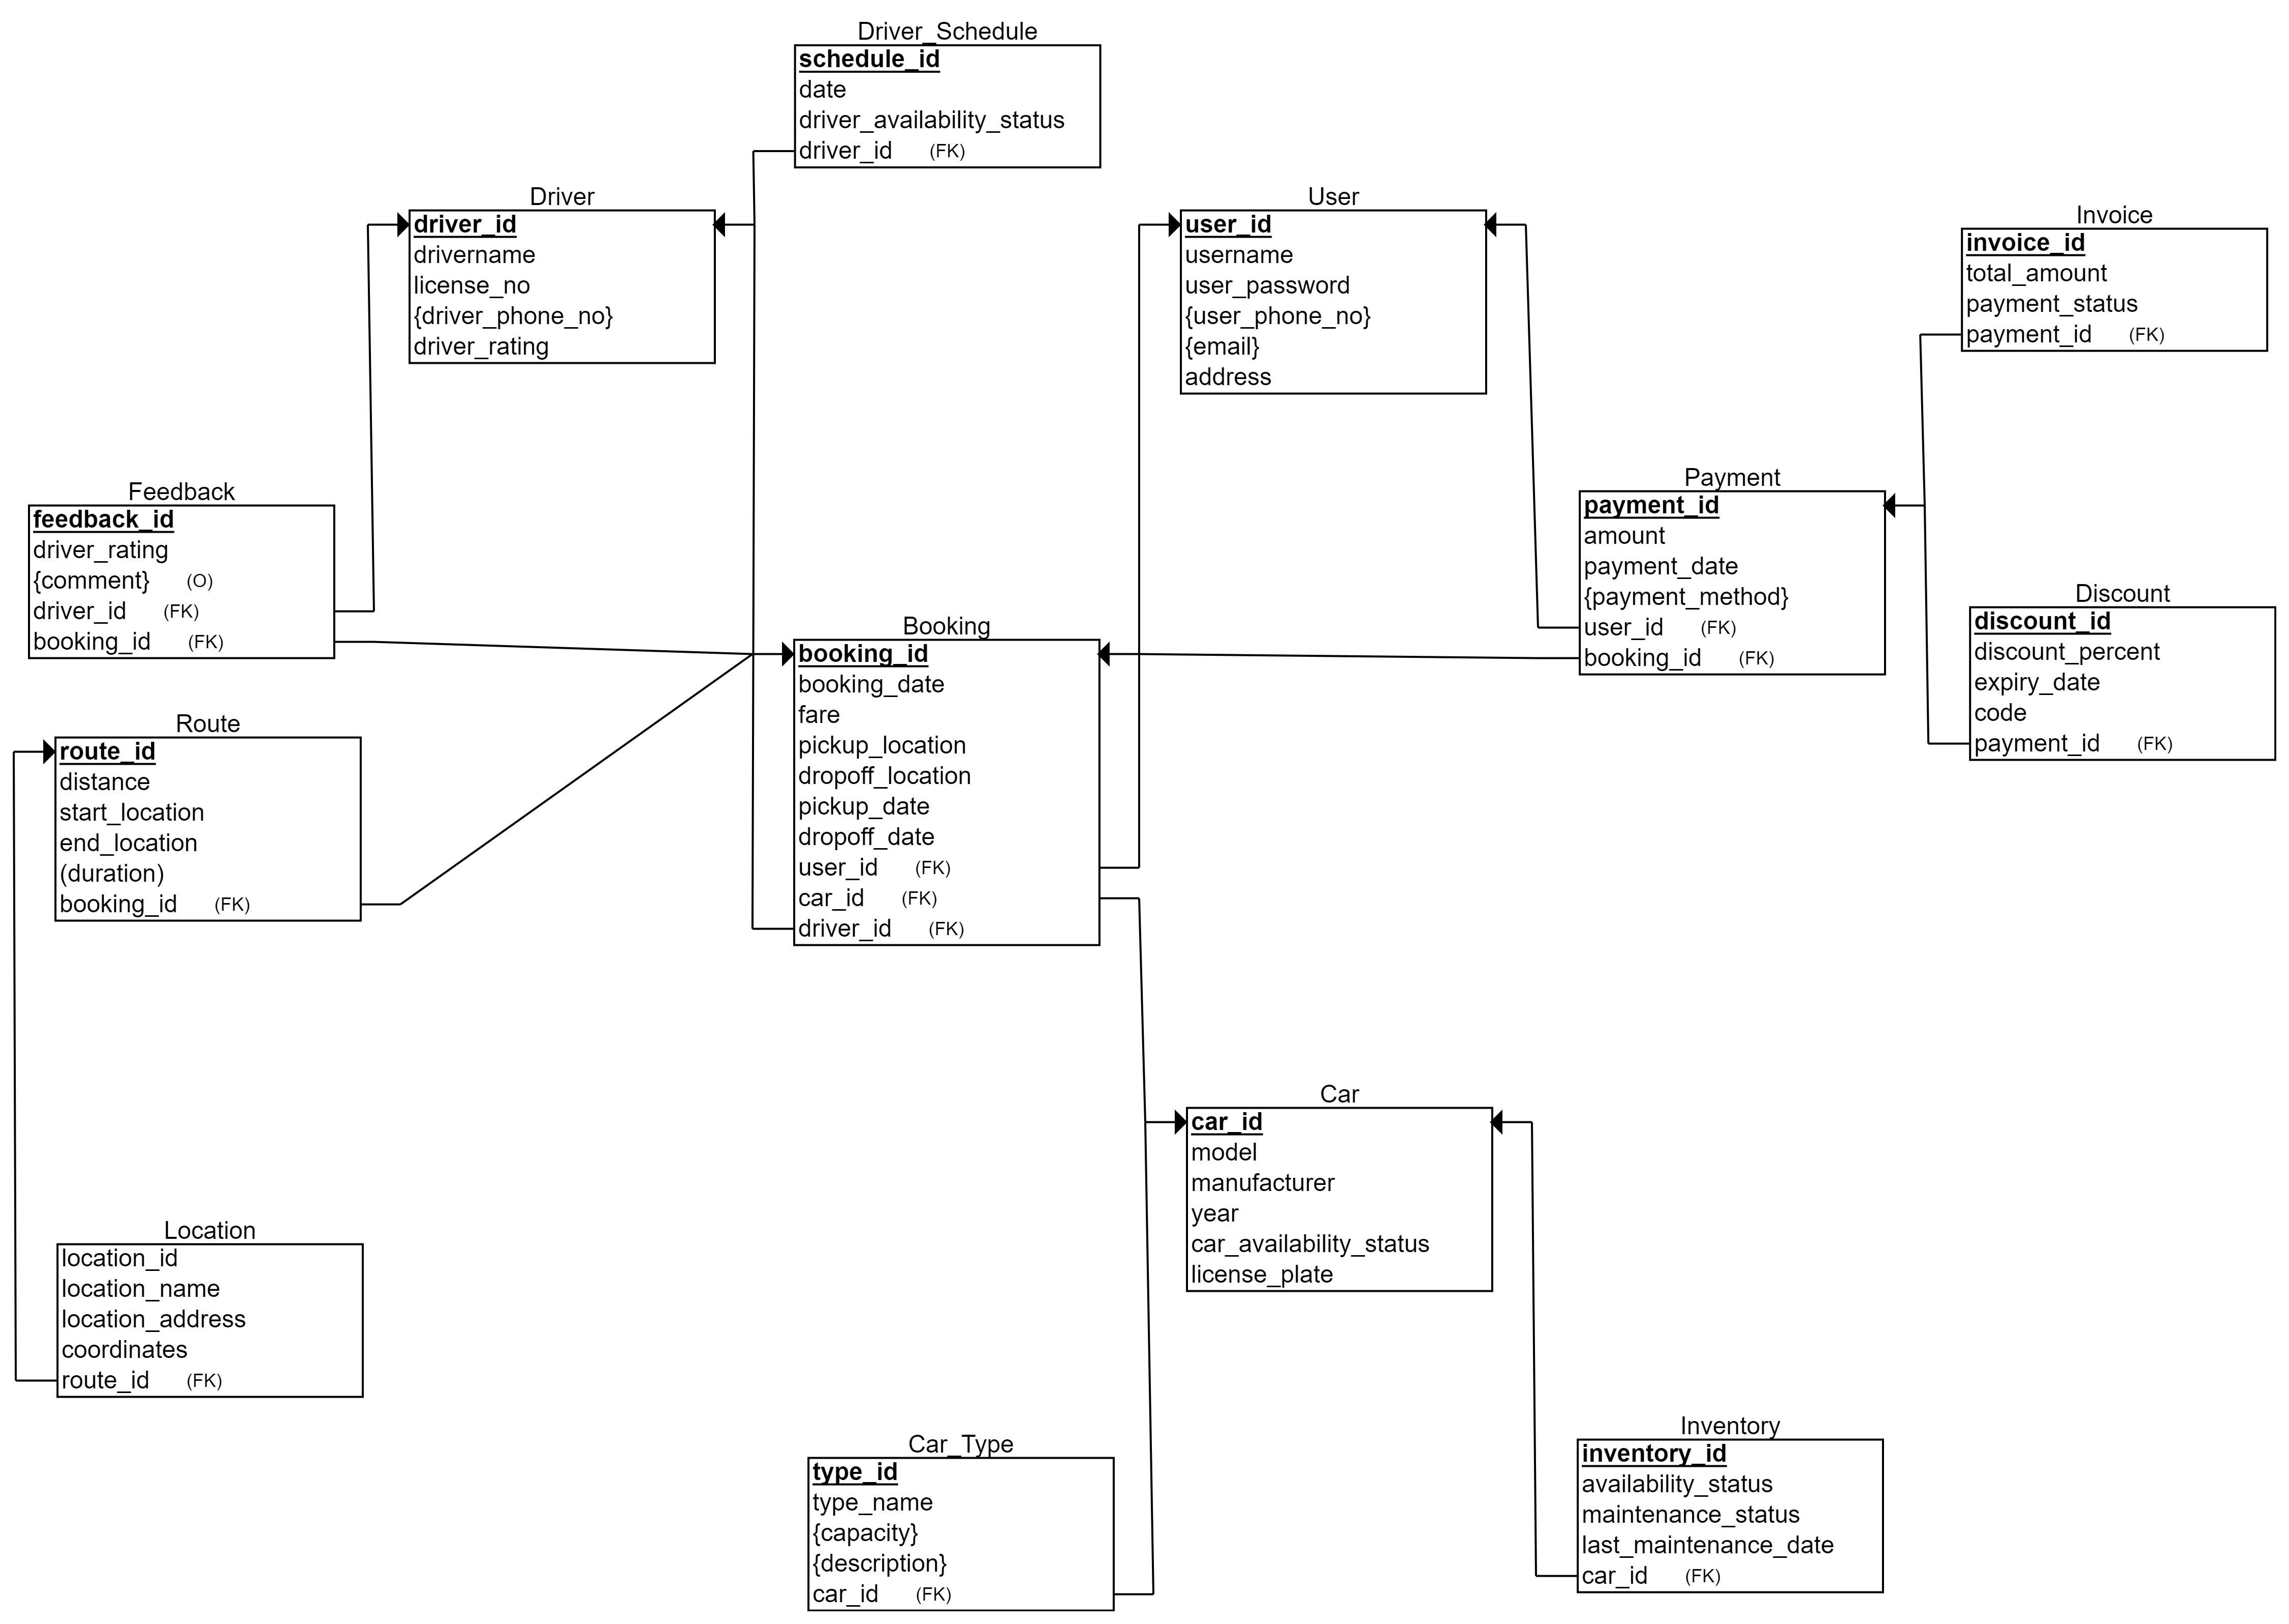 Driver_Schedule
schedule_id
date
driver_availability_status
driver_id (FK)
Driver
driver_id
drivername
license_no
{driver_phone_no}
driver_rating
User
user_id
username
user_password
{user_phone_no}
{email}
address
Invoice
invoice_id
total_amount
payment_status
payment_id (FK)
Feedback
feedback_id
driver_rating
{comment} (O)
driver_id (FK)
booking_id (FK)
Payment
payment_id
amount
payment_date
{payment_method}
user_id (FK)
booking_id (FK)
Discount
discount_id
discount_percent
expiry_date
code
payment_id (FK)
Booking
booking_id
booking_date
fare
pickup_location
dropoff_location
pickup_date
dropoff_date
user_id (FK)
car_id (FK)
driver_id (FK)
Route
route_id
distance
start_location
end_location
(duration)
booking_id (FK)
Car
car_id
model
manufacturer
year
car_availability_status
license_plate
Location
location_id
location_name
location_address
coordinates
route_id (FK)
Car_Type
type_id
type_name
{capacity}
{description}
car_id (FK)
Inventory
inventory_id
availability_status
maintenance_status
last_maintenance_date
car_id (FK)